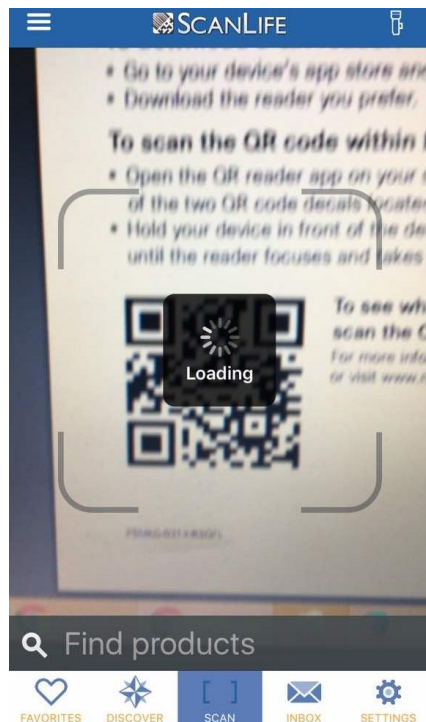 SCANLIFE
• Go to your device's app store and
• Download the reader you prefer.
To scan the QR code within
• Open the QR reader app on your
of the two QR code decals located
• Hold your device in front of the
until the reader focuses and takes
To see wh
scan the
For more info
or visit www.
Loading
Find products
FAVORITES
DISCOVER
SCAN
INBOX
SETTINGS